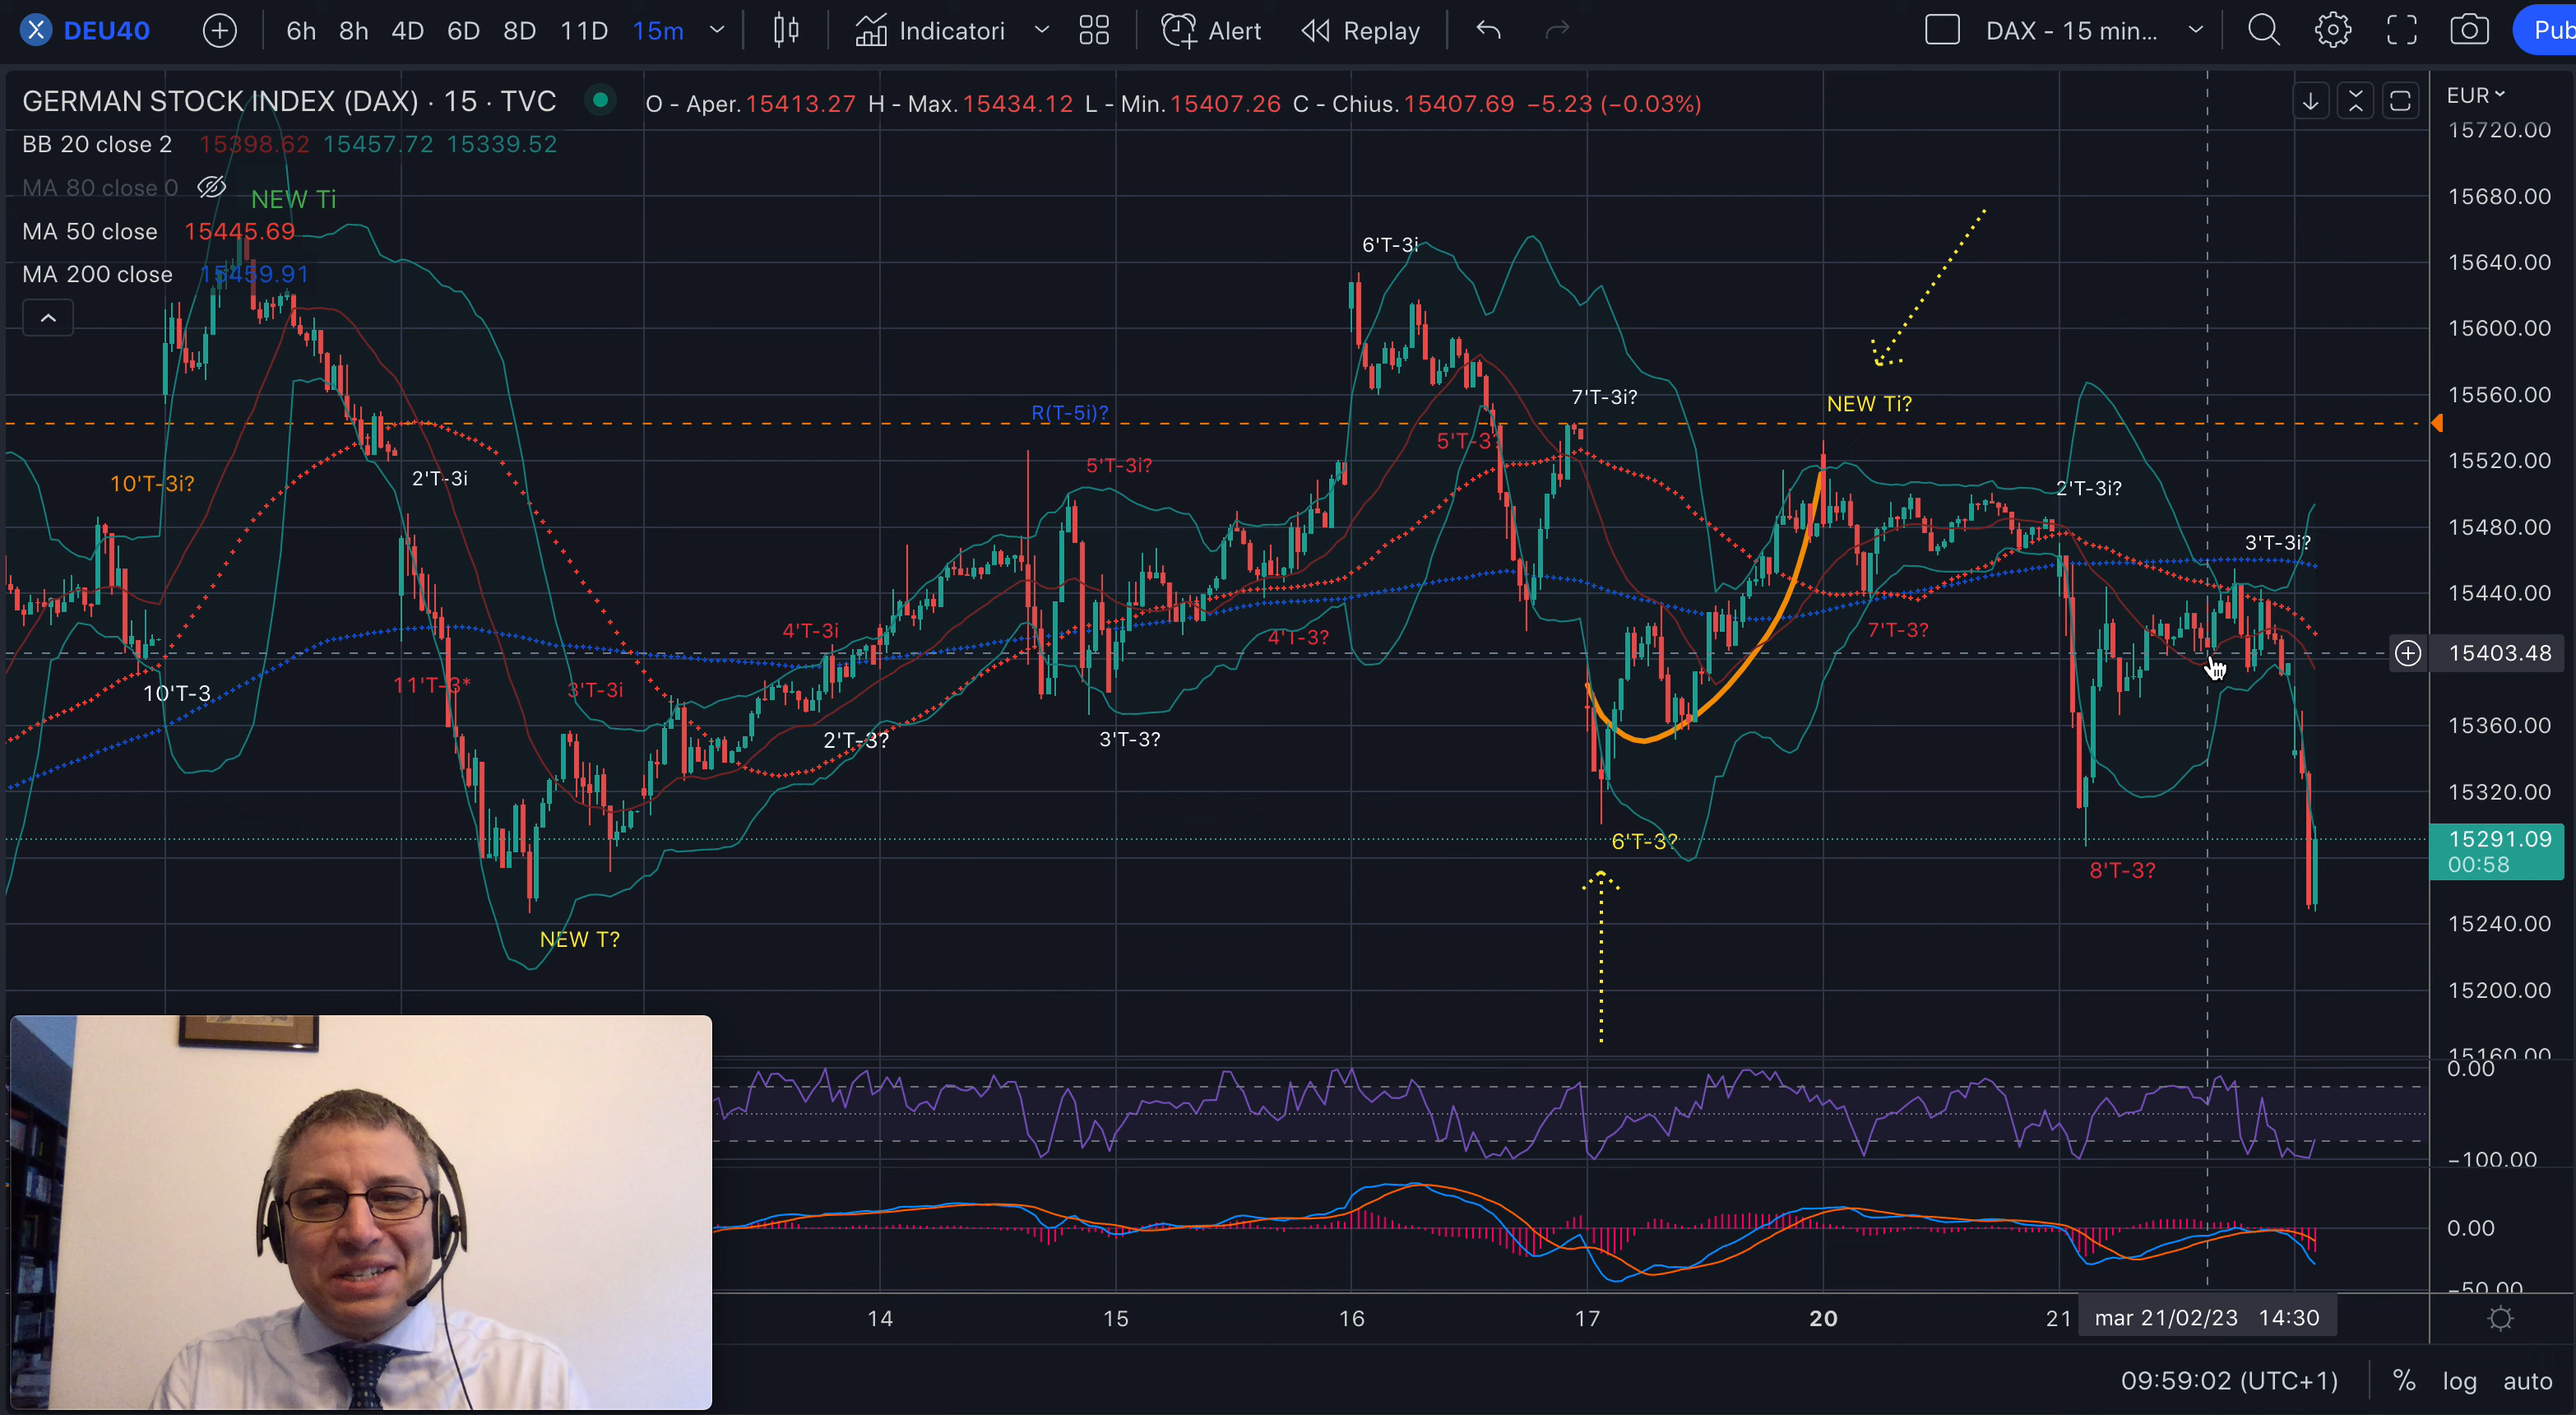 DEU40 6h 8h 4D 6D 8D 11D 15m Indicatori Alert Replay DAX - 15 min... Pub
GERMAN STOCK INDEX (DAX) · 15 · TVC O - Aper. 15413.27 H - Max. 15434.12 L - Min. 15407.26 C - Chius. 15407.69 −5.23 (−0.03%)
EUR
BB 20 close 2 15398.62 15457.72 15339.52
MA 80 close 0
NEW Ti
MA 50 close 15445.69
MA 200 close 15459.91
6'T-3i
7'T-3i?
NEW Ti?
R(T-5i)?
5'T-3?
5'T-3i?
2'T-3i
10'T-3i?
2'T-3i?
3'T-3i?
4'T-3i
4'T-3?
7'T-3?
11'T-3*
3'T-3i
10'T-3
2'T-3?
3'T-3?
6'T-3?
8'T-3?
NEW T?
15720.00
15680.00
15640.00
15600.00
15560.00
15520.00
15480.00
15440.00
15403.48
15360.00
15320.00
15291.09
00:58
15240.00
15200.00
15160.00
0.00
−100.00
0.00
−50.00
14 15 16 17 20 21 mar 21/02/23 14:30
09:59:02 (UTC+1) % log auto